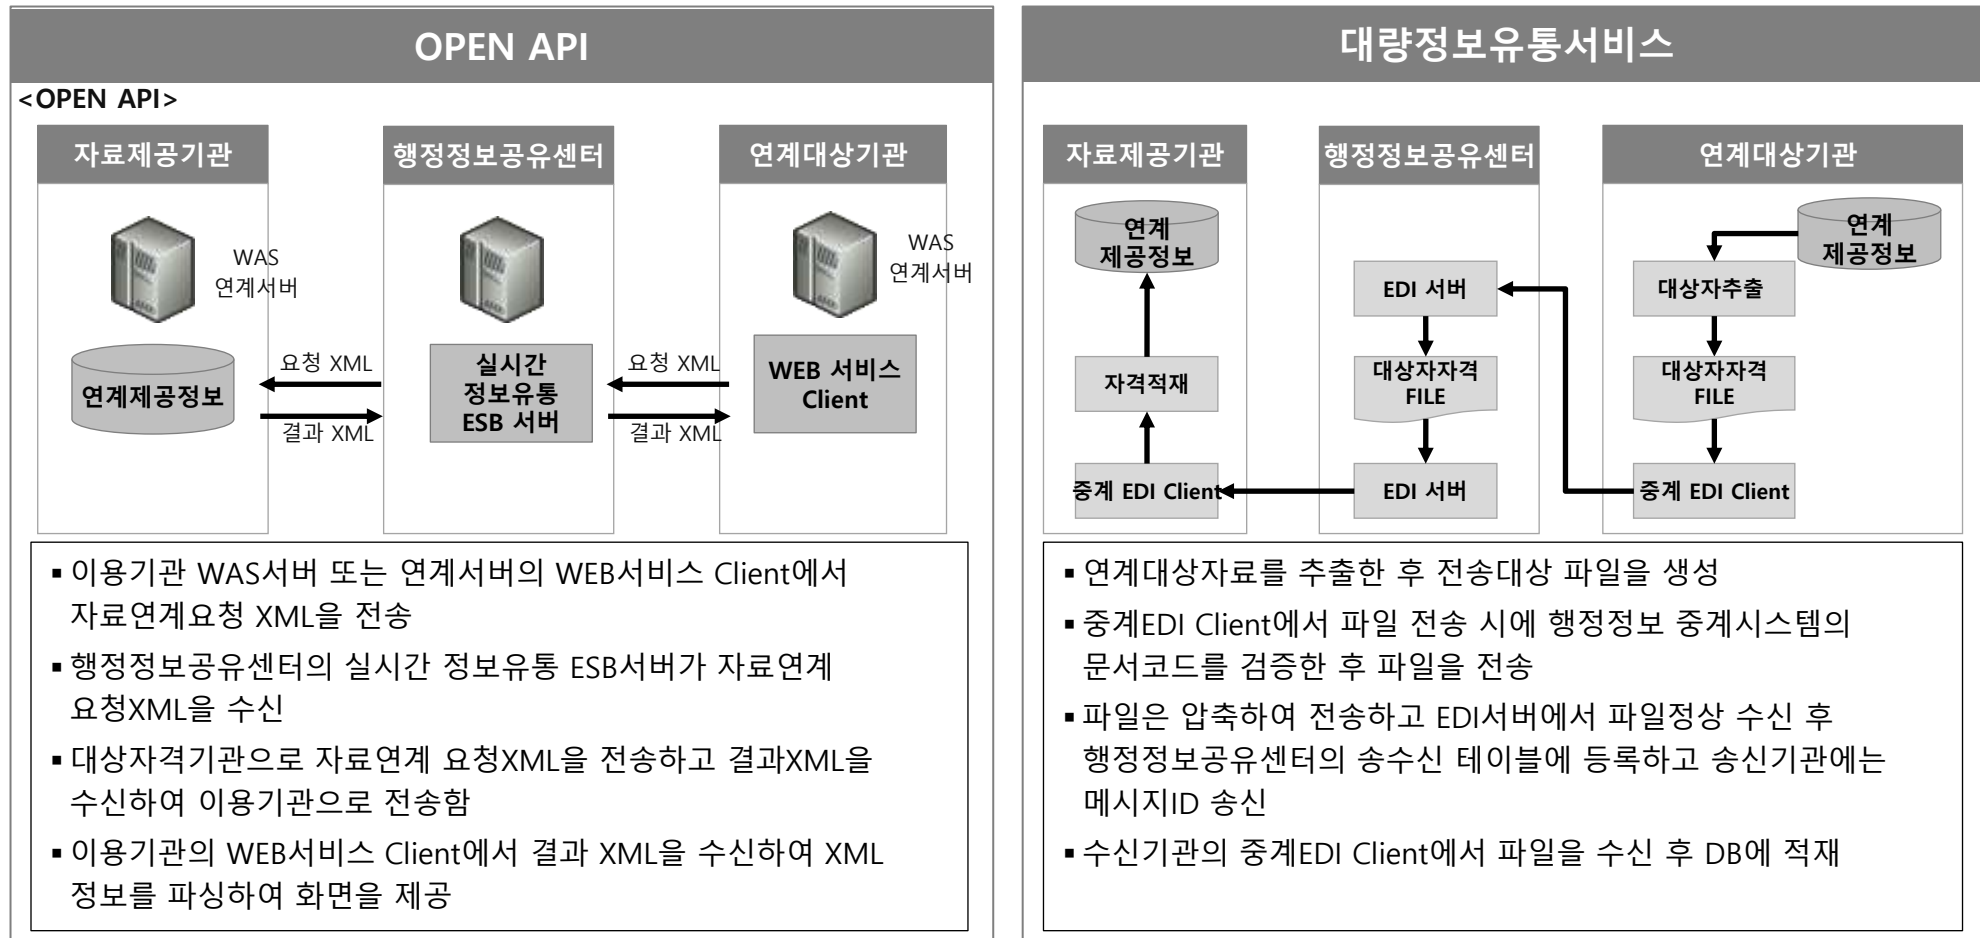 OPEN API
<OPEN API>
자료제공기관
행정정보공유센터
연계대상기관
WAS
연계서버
WAS
연계서버
연계제공정보
요청 XML
결과 XML
실시간
정보유통
ESB 서버
요청 XML
결과 XML
WEB 서비스
Client
▪ 이용기관 WAS서버 또는 연계서버의 WEB서비스 Client에서
자료연계요청 XML을 전송
▪ 행정정보공유센터의 실시간 정보유통 ESB서버가 자료연계
요청XML을 수신
▪ 대상자격기관으로 자료연계 요청XML을 전송하고 결과XML을
수신하여 이용기관으로 전송함
▪ 이용기관의 WEB서비스 Client에서 결과 XML을 수신하여 XML
정보를 파싱하여 화면을 제공
대량정보유통서비스
자료제공기관
행정정보공유센터
연계대상기관
연계
제공정보
자격적재
중계 EDI Client
EDI 서버
대상자자격
FILE
EDI 서버
연계
제공정보
대상자추출
대상자자격
FILE
중계 EDI Client
▪ 연계대상자료를 추출한 후 전송대상 파일을 생성
▪ 중계EDI Client에서 파일 전송 시에 행정정보 중계시스템의
문서코드를 검증한 후 파일을 전송
▪ 파일은 압축하여 전송하고 EDI서버에서 파일정상 수신 후
행정정보공유센터의 송수신 테이블에 등록하고 송신기관에는
메시지ID 송신
▪ 수신기관의 중계EDI Client에서 파일을 수신 후 DB에 적재